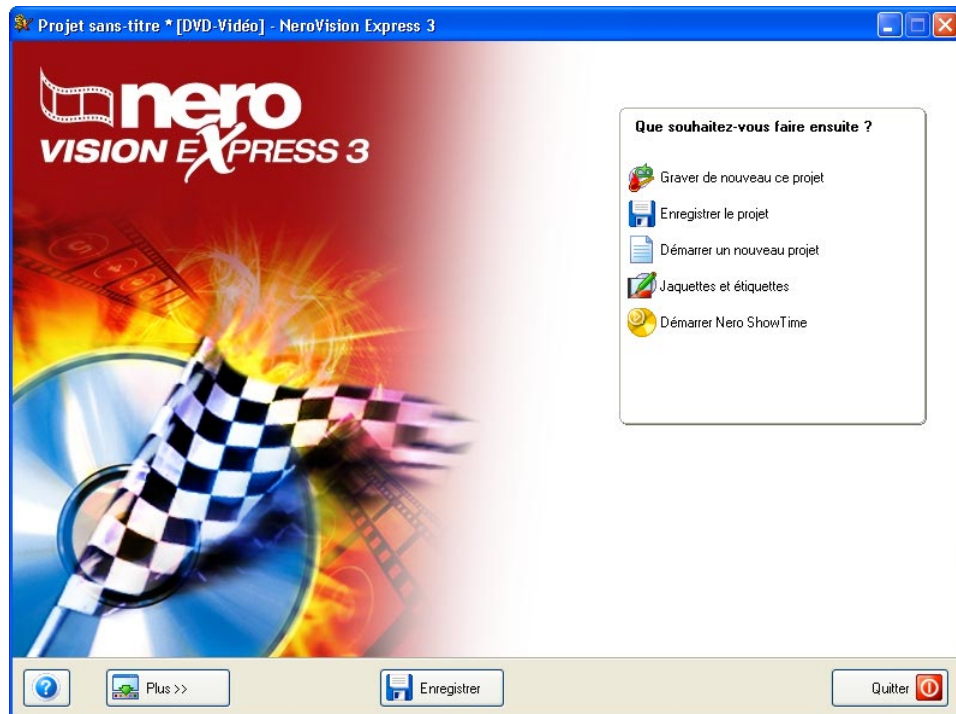 Projet sans-titre * [DVD-Vidéo] - NeroVision Express 3
nero
VISION EXPRESS 3
Que souhaitez-vous faire ensuite ?
Graver de nouveau ce projet
Enregistrer le projet
Démarrer un nouveau projet
Jaquettes et étiquettes
Démarrer Nero ShowTime
Plus >>
Enregistrer
Quitter